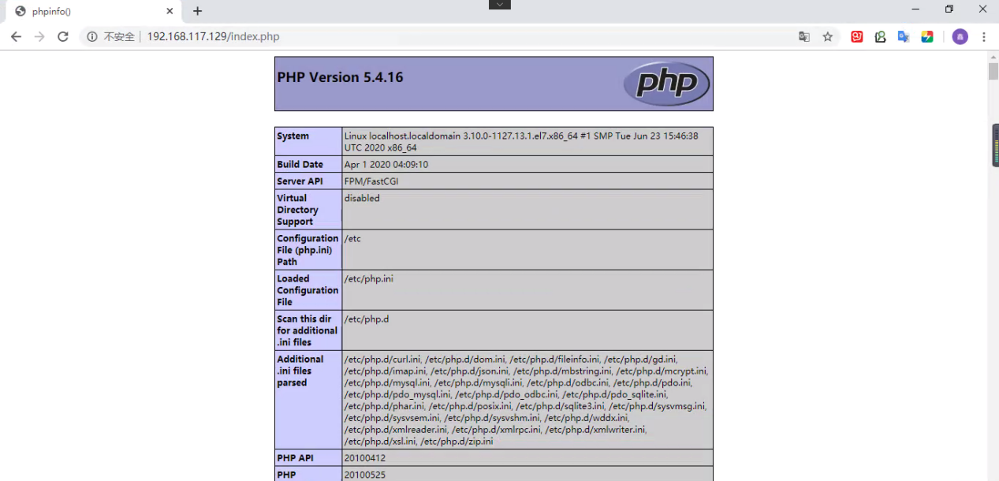 phpinfo()
不安全 192.168.117.129/index.php
PHP Version 5.4.16
php
System
Linux localhost.localdomain 3.10.0-1127.13.1.el7.x86_64 #1 SMP Tue Jun 23 15:46:38
UTC 2020 x86_64
Build Date
Apr 1 2020 04:09:10
Server API
FPM/FastCGI
Virtual
Directory
Support
disabled
Configuration
File (php.ini)
Path
/etc
Loaded
Configuration
File
/etc/php.ini
Scan this dir
for additional
.ini files
/etc/php.d
Additional
.ini files
parsed
/etc/php.d/curl.ini, /etc/php.d/dom.ini, /etc/php.d/fileinfo.ini, /etc/php.d/gd.ini,
/etc/php.d/imap.ini, /etc/php.d/json.ini, /etc/php.d/mbstring.ini, /etc/php.d/mcrypt.ini,
/etc/php.d/mysql.ini, /etc/php.d/mysqli.ini, /etc/php.d/odbc.ini, /etc/php.d/pdo.ini,
/etc/php.d/pdo_mysql.ini, /etc/php.d/pdo_odbc.ini, /etc/php.d/pdo_sqlite.ini,
/etc/php.d/phar.ini, /etc/php.d/posix.ini, /etc/php.d/sqlite3.ini, /etc/php.d/sysvmsg.ini,
/etc/php.d/sysvsem.ini, /etc/php.d/sysvshm.ini, /etc/php.d/wddx.ini,
/etc/php.d/xmlreader.ini, /etc/php.d/xmlrpc.ini, /etc/php.d/xmlwriter.ini,
/etc/php.d/xsl.ini, /etc/php.d/zip.ini
PHP API
20100412
PHP
20100525